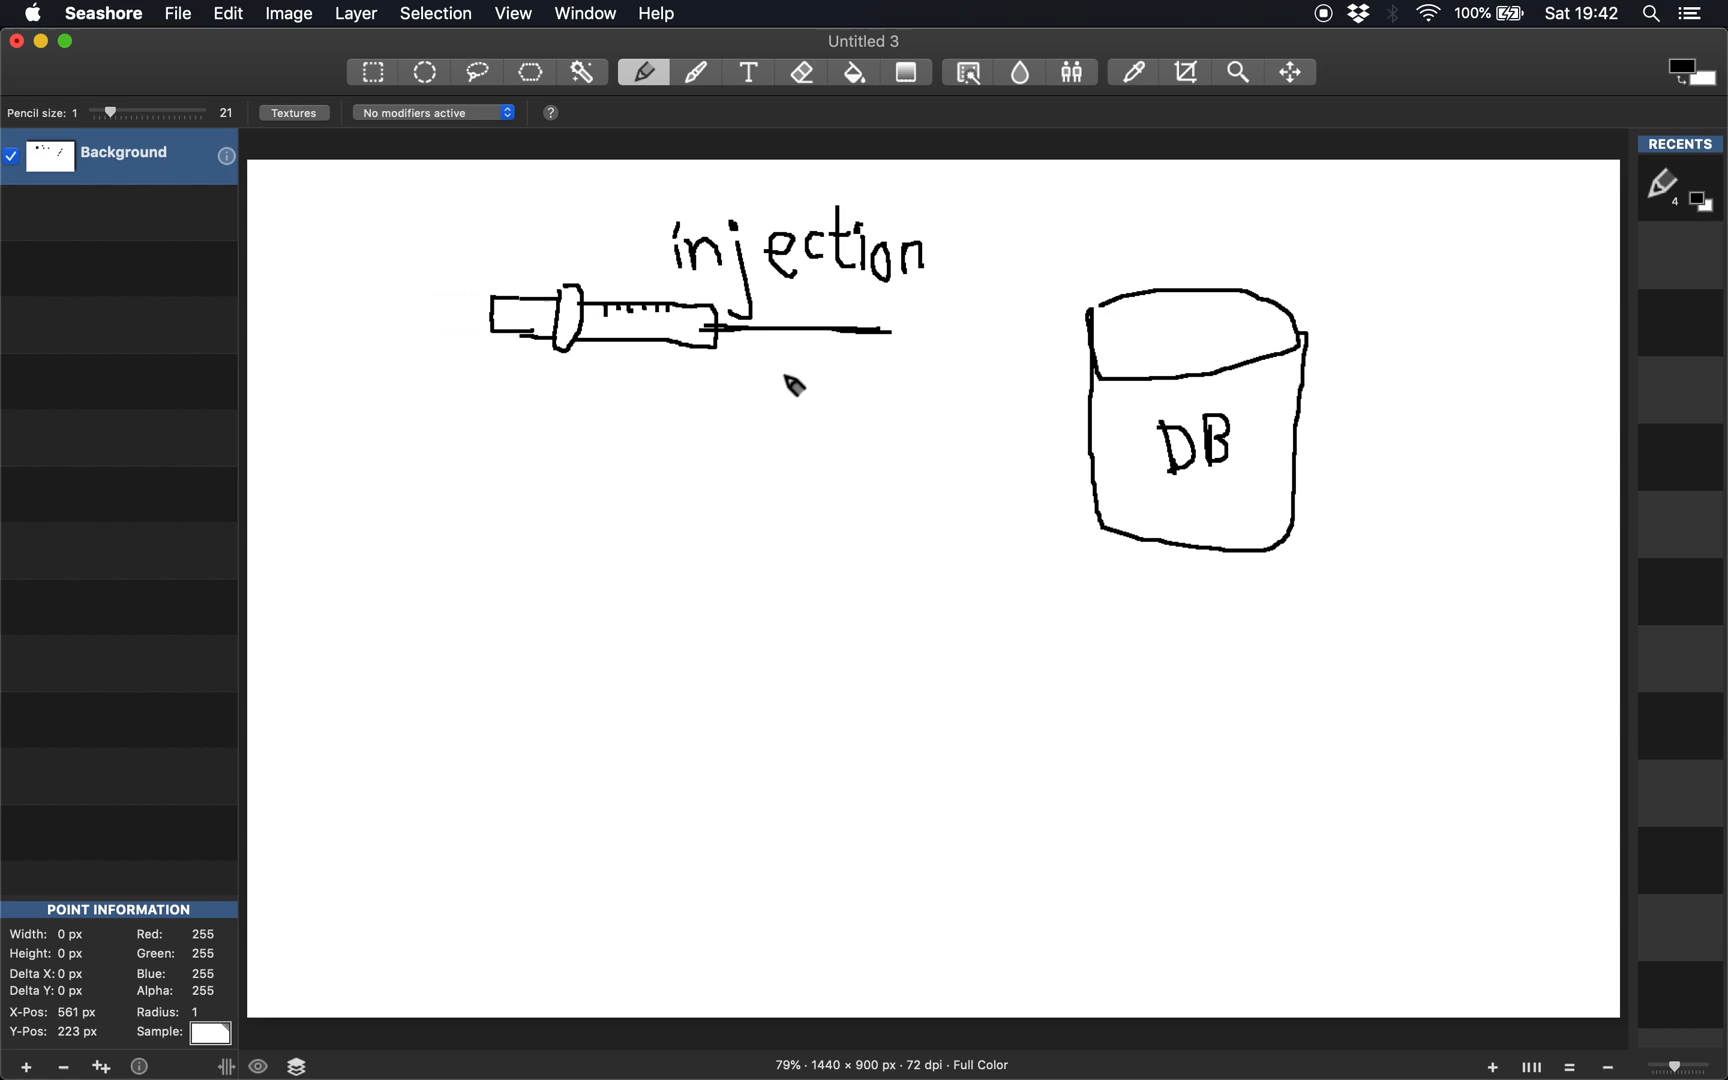 Seashore File Edit Image Layer Selection View Window Help 100% Sat 19:42
Untitled 3
Pencil size: 1 21 Textures No modifiers active ?
Background
RECENTS
4
injection
DB
POINT INFORMATION
Width: 0 px Red: 255
Height: 0 px Green: 255
Delta X: 0 px Blue: 255
Delta Y: 0 px Alpha: 255
X-Pos: 561 px Radius: 1
Y-Pos: 223 px Sample:
79% · 1440 × 900 px · 72 dpi · Full Color